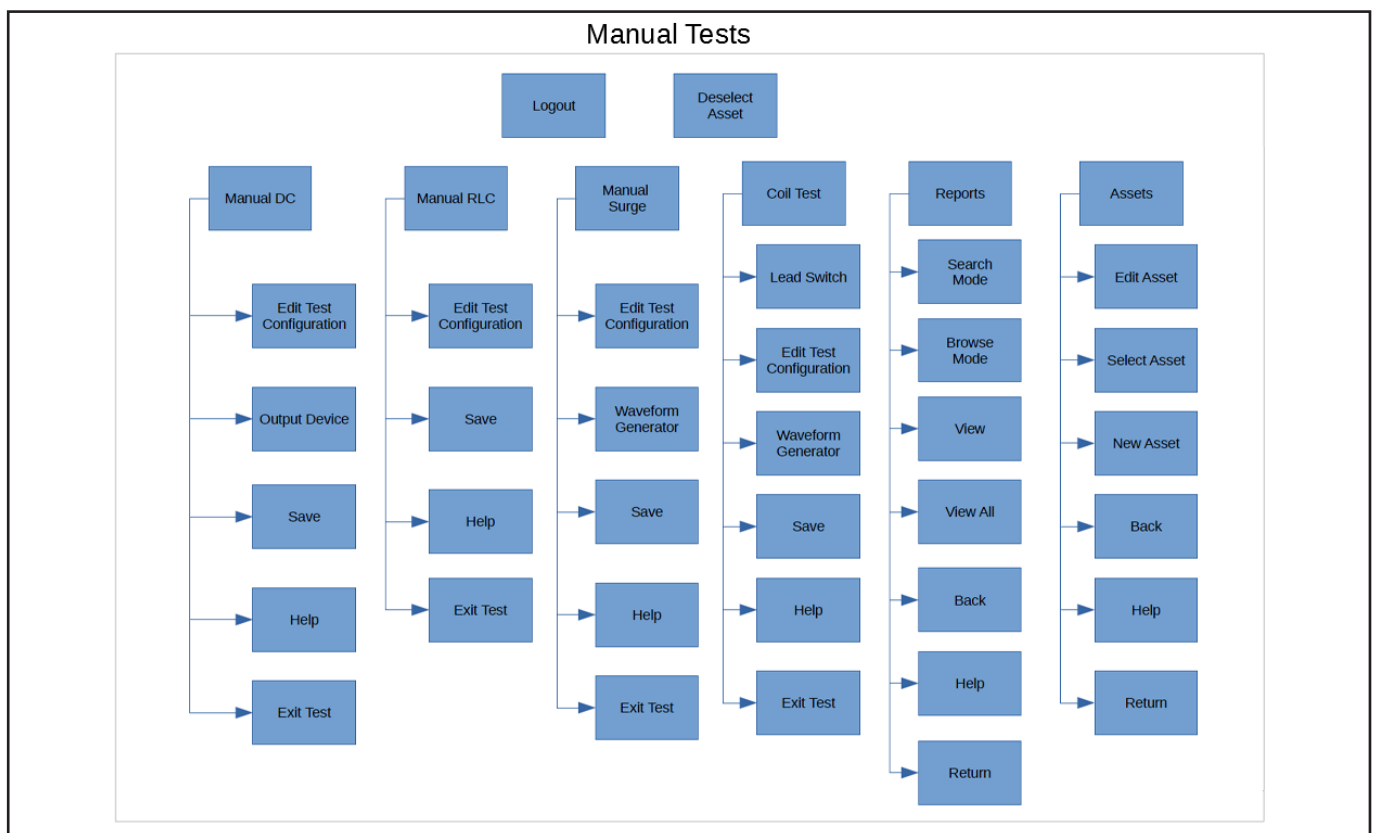 Manual Tests
Logout
Deselect
Asset
Manual DC
Edit Test
Configuration
Output Device
Save
Help
Exit Test
Manual RLC
Edit Test
Configuration
Save
Help
Exit Test
Manual
Surge
Edit Test
Configuration
Waveform
Generator
Save
Help
Exit Test
Coil Test
Lead Switch
Edit Test
Configuration
Waveform
Generator
Save
Help
Exit Test
Reports
Search
Mode
Browse
Mode
View
View All
Back
Help
Return
Assets
Edit Asset
Select Asset
New Asset
Back
Help
Return